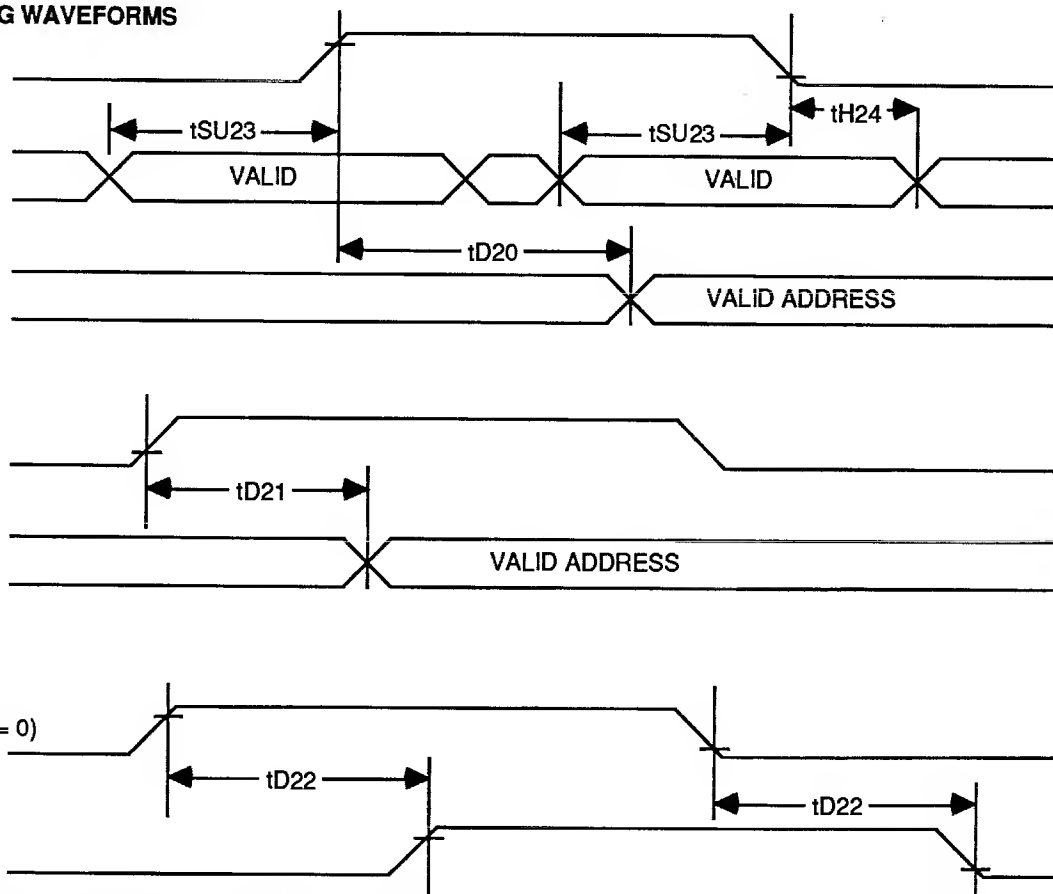 G WAVEFORMS
tSU23
tSU23
tH24
VALID
VALID
tD20
VALID ADDRESS
tD21
VALID ADDRESS
= 0)
tD22
tD22